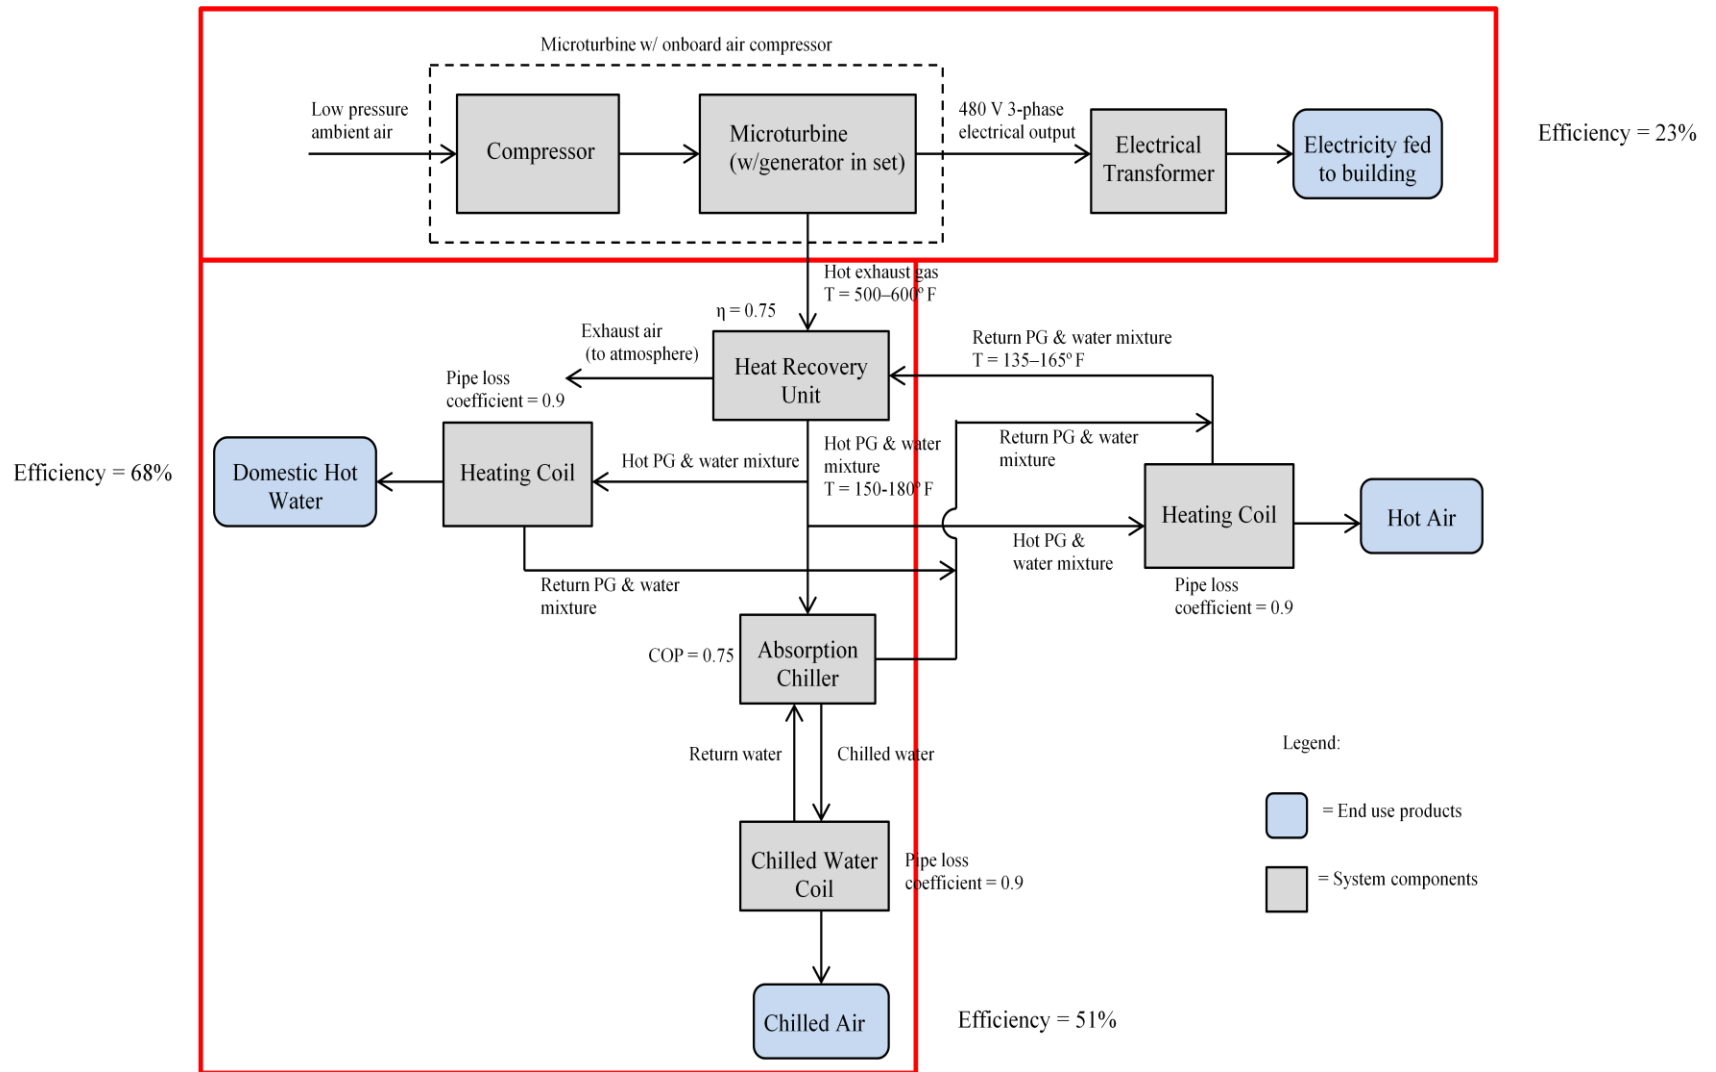 Microturbine w/ onboard air compressor
Low pressure
ambient air
Compressor
Microturbine
(w/generator in set)
480 V 3-phase
electrical output
Electrical
Transformer
Electricity fed
to building
Efficiency = 23%
Hot exhaust gas
T = 500–600° F
η = 0.75
Exhaust air
(to atmosphere)
Heat Recovery
Unit
Return PG & water mixture
T = 135–165° F
Pipe loss
coefficient = 0.9
Efficiency = 68%
Domestic Hot
Water
Heating Coil
Hot PG & water mixture
Hot PG & water
mixture
T = 150-180° F
Return PG & water
mixture
Heating Coil
Hot Air
Hot PG &
water mixture
Pipe loss
coefficient = 0.9
Return PG & water
mixture
COP = 0.75
Absorption
Chiller
Return water
Chilled water
Chilled Water
Coil
Pipe loss
coefficient = 0.9
Chilled Air
Efficiency = 51%
Legend:
= End use products
= System components